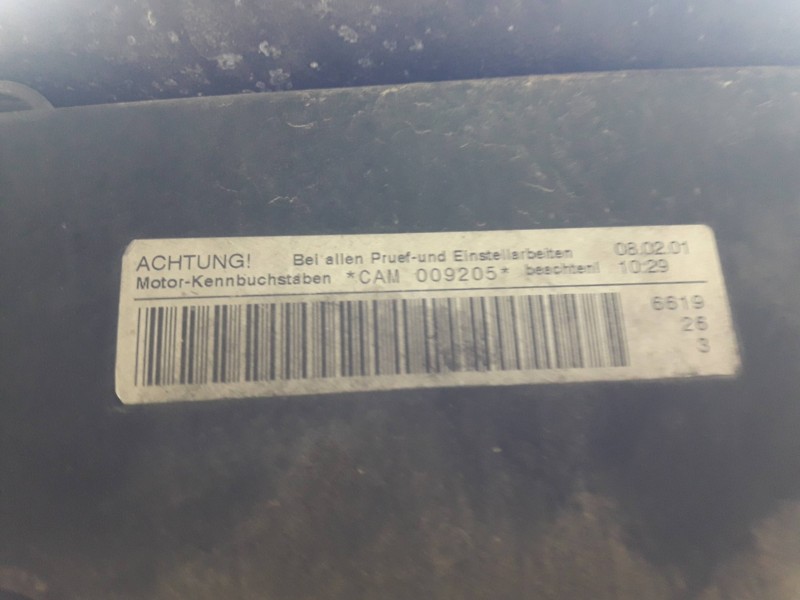 ACHTUNG! Bei allen Pruef-und Einstellarbeiten 08.02.01
Motor-Kennbuchstaben *CAM 009205* beachten! 10:29
6619
26
3